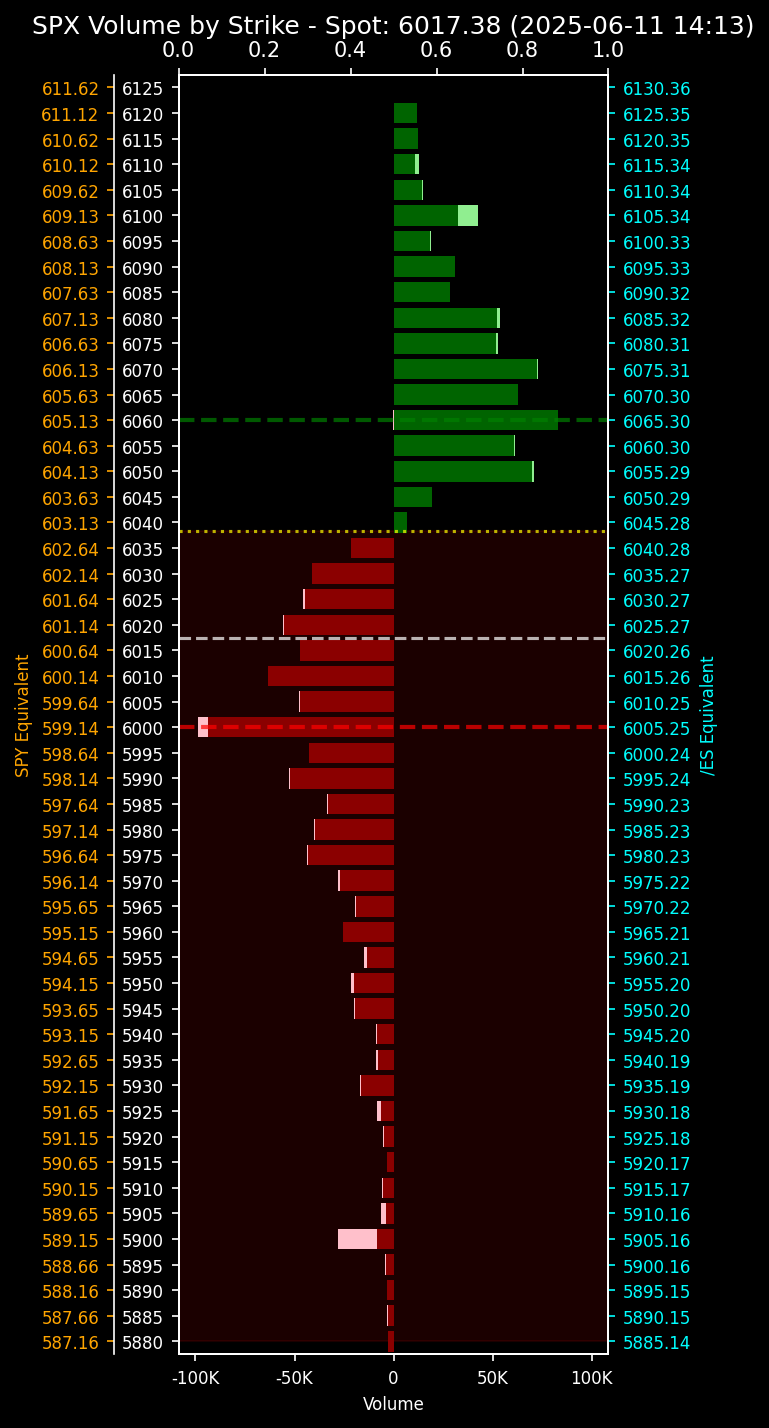 SPX Volume by Strike - Spot: 6017.38 (2025-06-11 14:13)
0.0 0.2 0.4 0.6 0.8 1.0
611.62 6125 6130.36
611.12 6120 6125.35
610.62 6115 6120.35
610.12 6110 6115.34
609.62 6105 6110.34
609.13 6100 6105.34
608.63 6095 6100.33
608.13 6090 6095.33
607.63 6085 6090.32
607.13 6080 6085.32
606.63 6075 6080.31
606.13 6070 6075.31
605.63 6065 6070.30
605.13 6060 6065.30
604.63 6055 6060.30
604.13 6050 6055.29
603.63 6045 6050.29
603.13 6040 6045.28
602.64 6035 6040.28
602.14 6030 6035.27
601.64 6025 6030.27
601.14 6020 6025.27
600.64 6015 6020.26
600.14 6010 6015.26
599.64 6005 6010.25
599.14 6000 6005.25
598.64 5995 6000.24
598.14 5990 5995.24
597.64 5985 5990.23
597.14 5980 5985.23
596.64 5975 5980.23
596.14 5970 5975.22
595.65 5965 5970.22
595.15 5960 5965.21
594.65 5955 5960.21
594.15 5950 5955.20
593.65 5945 5950.20
593.15 5940 5945.20
592.65 5935 5940.19
592.15 5930 5935.19
591.65 5925 5930.18
591.15 5920 5925.18
590.65 5915 5920.17
590.15 5910 5915.17
589.65 5905 5910.16
589.15 5900 5905.16
588.66 5895 5900.16
588.16 5890 5895.15
587.66 5885 5890.15
587.16 5880 5885.14
SPY Equivalent
/ES Equivalent
-100K -50K 0 50K 100K
Volume